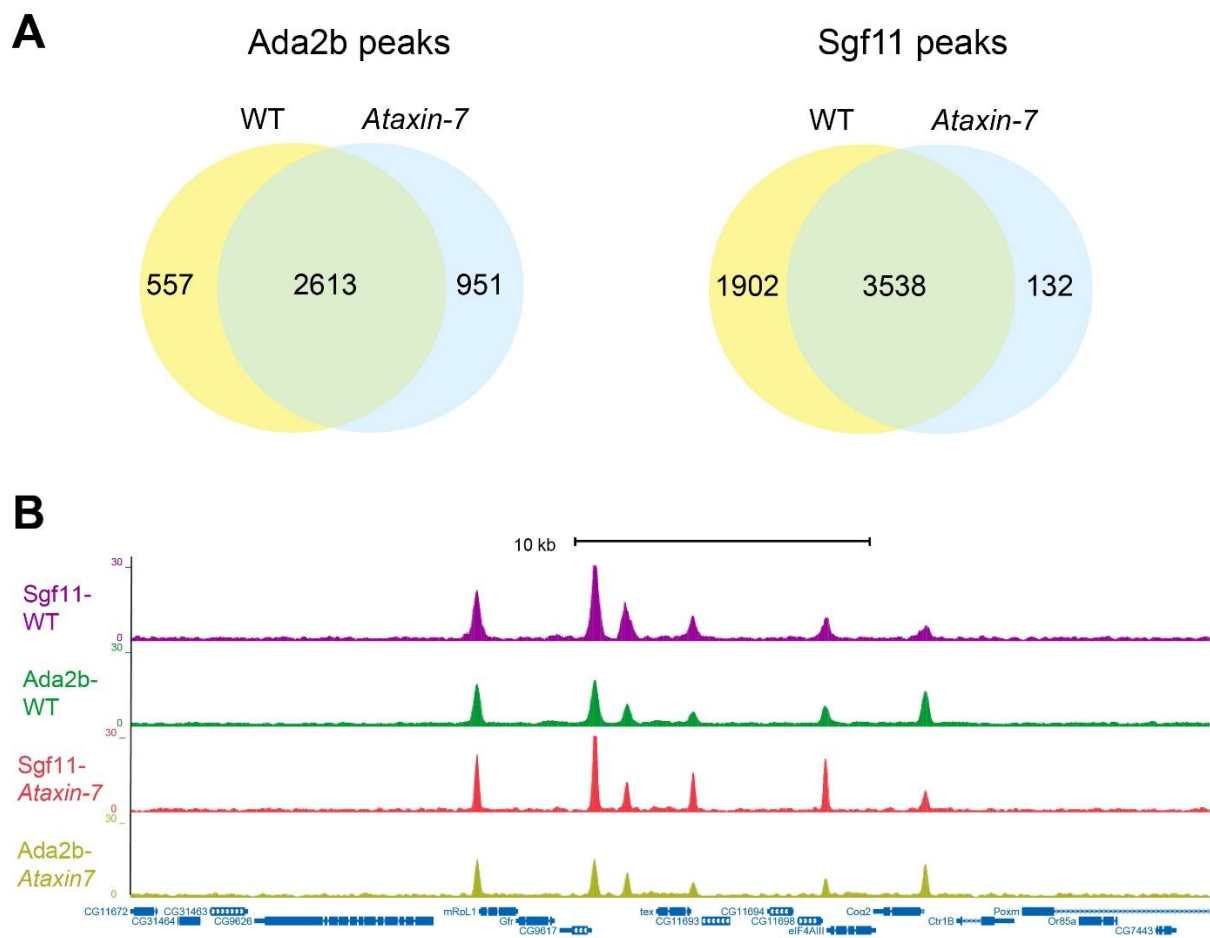 A
Ada2b peaks
Sgf11 peaks
WT Ataxin-7
WT Ataxin-7
557 2613 951
1902 3538 132
B
10 kb
30
Sgf11-
WT
0
30
Ada2b-
WT
0
30
Sgf11-
Ataxin-7
0
30
Ada2b-
Ataxin7
0
CG11672 CG31463 mRpL1 tex CG11694 Coq2 Poxm
CG31464 CG9626 Gfr CG11693 CG11698 Ctr1B Or85a
CG9617 eIF4AIII CG7443